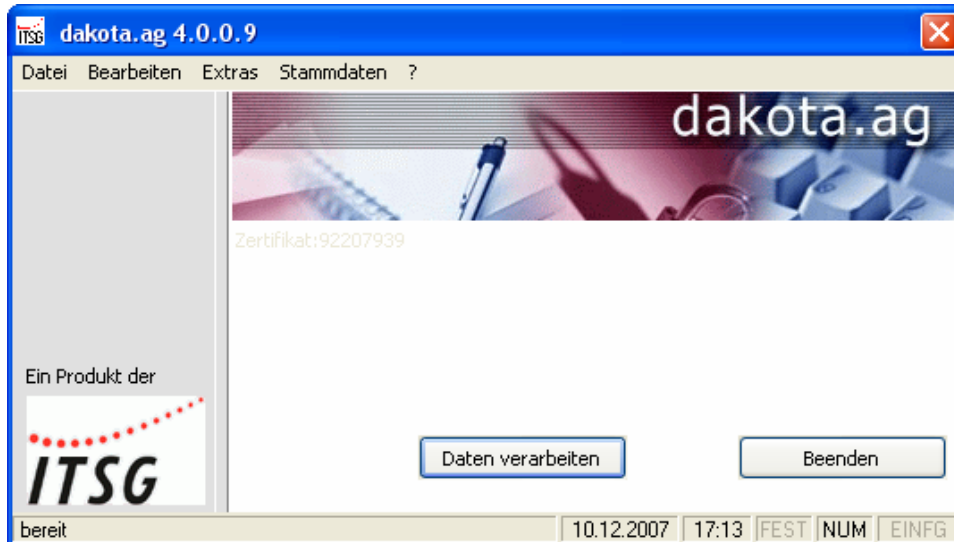 ITSG dakota.ag 4.0.0.9
Datei Bearbeiten Extras Stammdaten ?
dakota.ag
Zertifikat:92207939
Ein Produkt der
ITSG
Daten verarbeiten Beenden
bereit 10.12.2007 17:13 FEST NUM EINFG